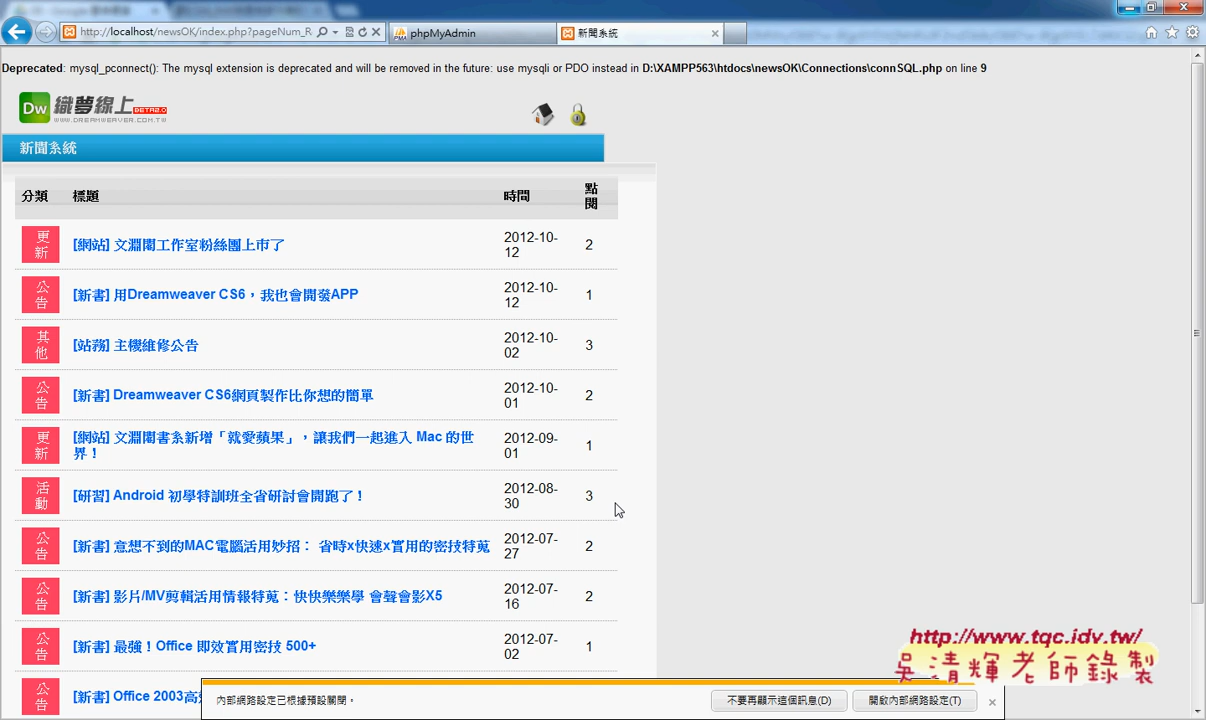 http://localhost/newsOK/index.php?pageNum_R
phpMyAdmin
新聞系統
Deprecated: mysql_pconnect(): The mysql extension is deprecated and will be removed in the future: use mysqli or PDO instead in D:\XAMPP563\htdocs\newsOK\Connections\connSQL.php on line 9
Dw 織夢線上 BETA2.0
WWW.DREAMWEAVER.COM.TW
新聞系統
分類 標題 時間 點閱
更新 [網站] 文淵閣工作室粉絲團上市了 2012-10-12 2
公告 [新書] 用Dreamweaver CS6，我也會開發APP 2012-10-12 1
其他 [站務] 主機維修公告 2012-10-02 3
公告 [新書] Dreamweaver CS6網頁製作比你想的簡單 2012-10-01 2
更新 [網站] 文淵閣書系新增「就愛蘋果」，讓我們一起進入 Mac 的世界！ 2012-09-01 1
活動 [研習] Android 初學特訓班全省研討會開跑了！ 2012-08-30 3
公告 [新書] 意想不到的MAC電腦活用妙招： 省時x快速x實用的密技特蒐 2012-07-27 2
公告 [新書] 影片/MV剪輯活用情報特蒐：快快樂樂學 會聲會影X5 2012-07-16 2
公告 [新書] 最強！Office 即效實用密技 500+ 2012-07-02 1
公告 [新書] Office 2003高
http://www.tqc.idv.tw/
吳清輝老師錄製
內部網路設定已根據預設關閉。
不要再顯示這個訊息(D)
開啟內部網路設定(T)